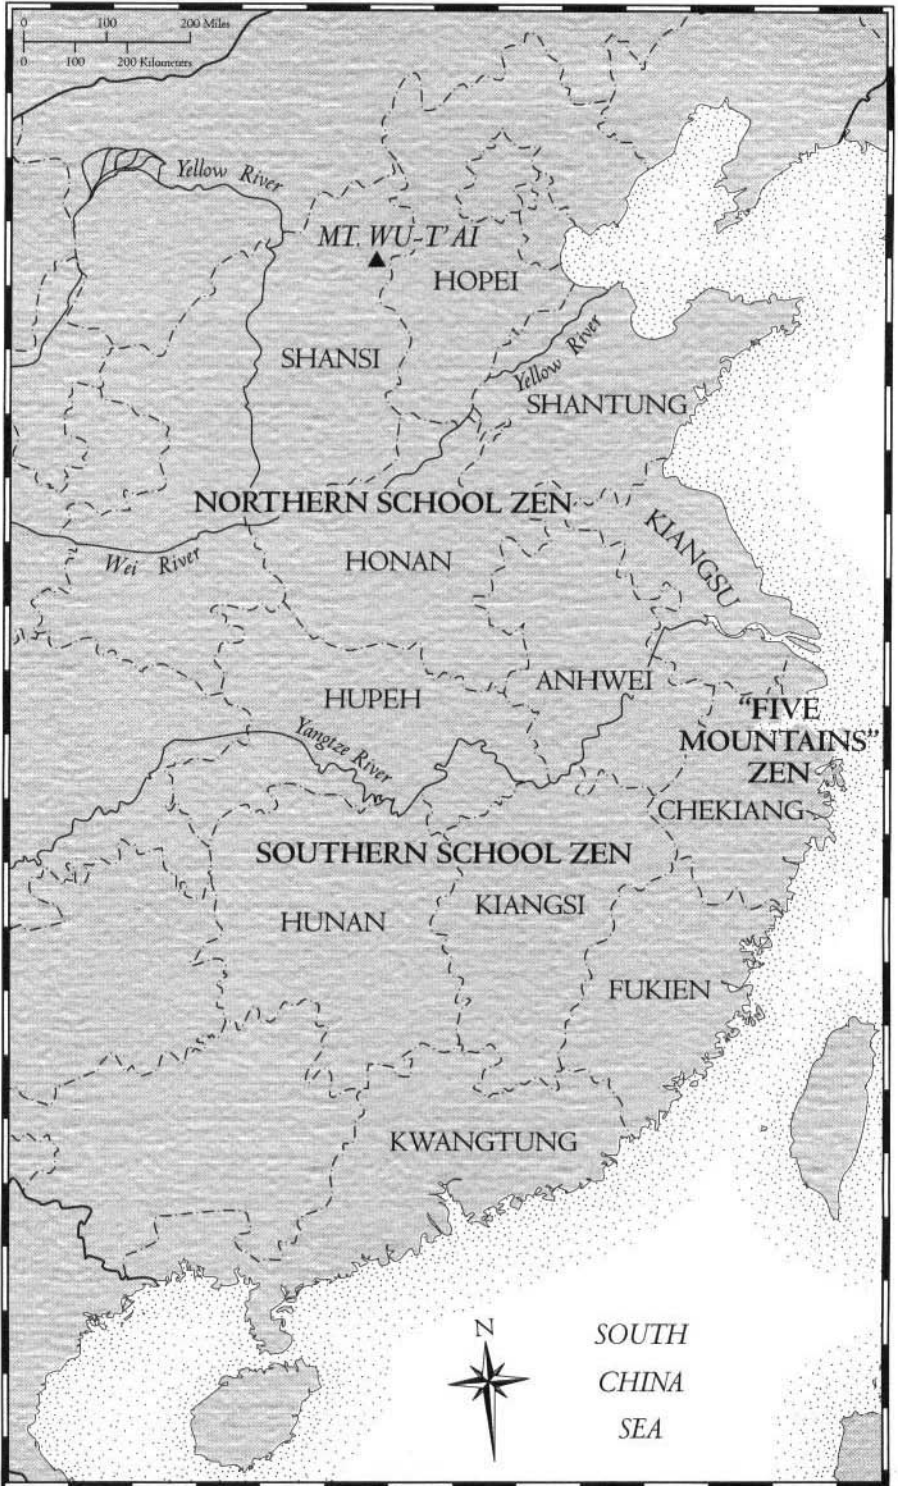 0 100 200 Miles
0 100 200 Kilometers
Yellow River
MT. WU-T'AI
HOPEI
SHANSI
Yellow River
SHANTUNG
NORTHERN SCHOOL ZEN
KIANGSU
Wei River
HONAN
ANHWEI
HUPEH
"FIVE
MOUNTAINS"
ZEN
Yangtze River
CHEKIANG
SOUTHERN SCHOOL ZEN
KIANGSI
HUNAN
FUKIEN
KWANGTUNG
N
SOUTH
CHINA
SEA